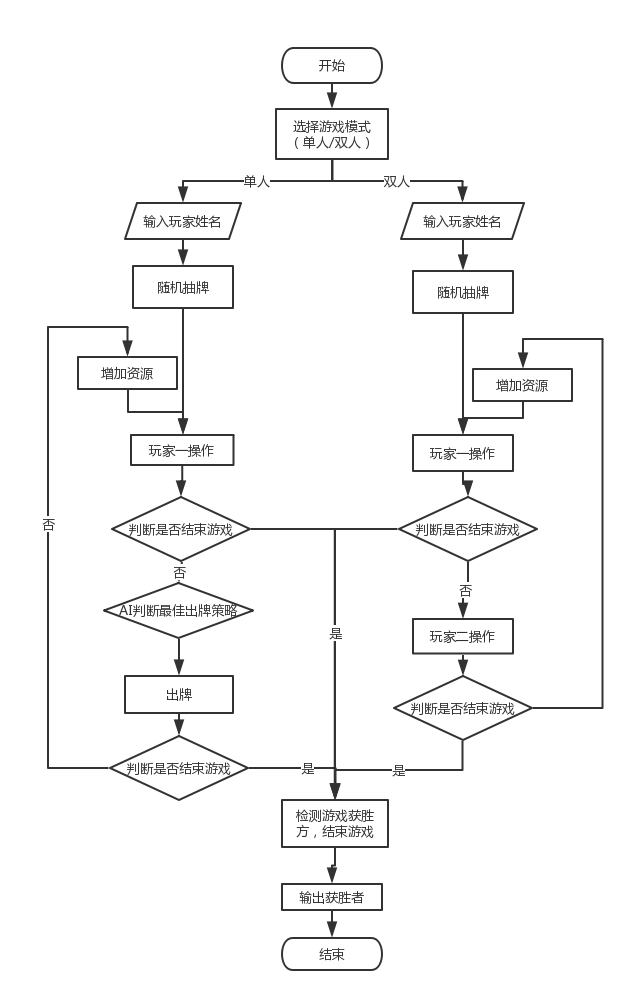 开始
选择游戏模式
（单人/双人）
单人
双人
输入玩家姓名
输入玩家姓名
随机抽牌
随机抽牌
增加资源
增加资源
玩家一操作
玩家一操作
否
判断是否结束游戏
判断是否结束游戏
否
否
AI判断最佳出牌策略
是
玩家二操作
出牌
判断是否结束游戏
判断是否结束游戏
是
是
检测游戏获胜
方，结束游戏
输出获胜者
结束